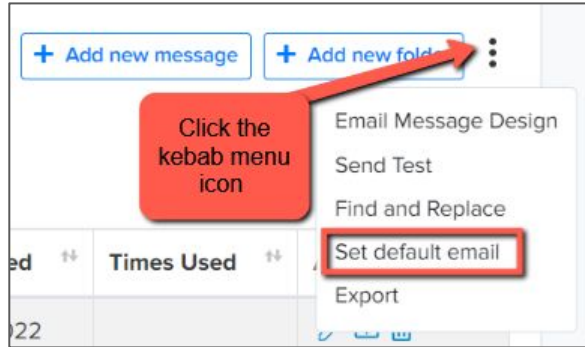 + Add new message
+ Add new folde
Click the
kebab menu
icon
Email Message Design
Send Test
Find and Replace
Set default email
Export
ed
Times Used
022